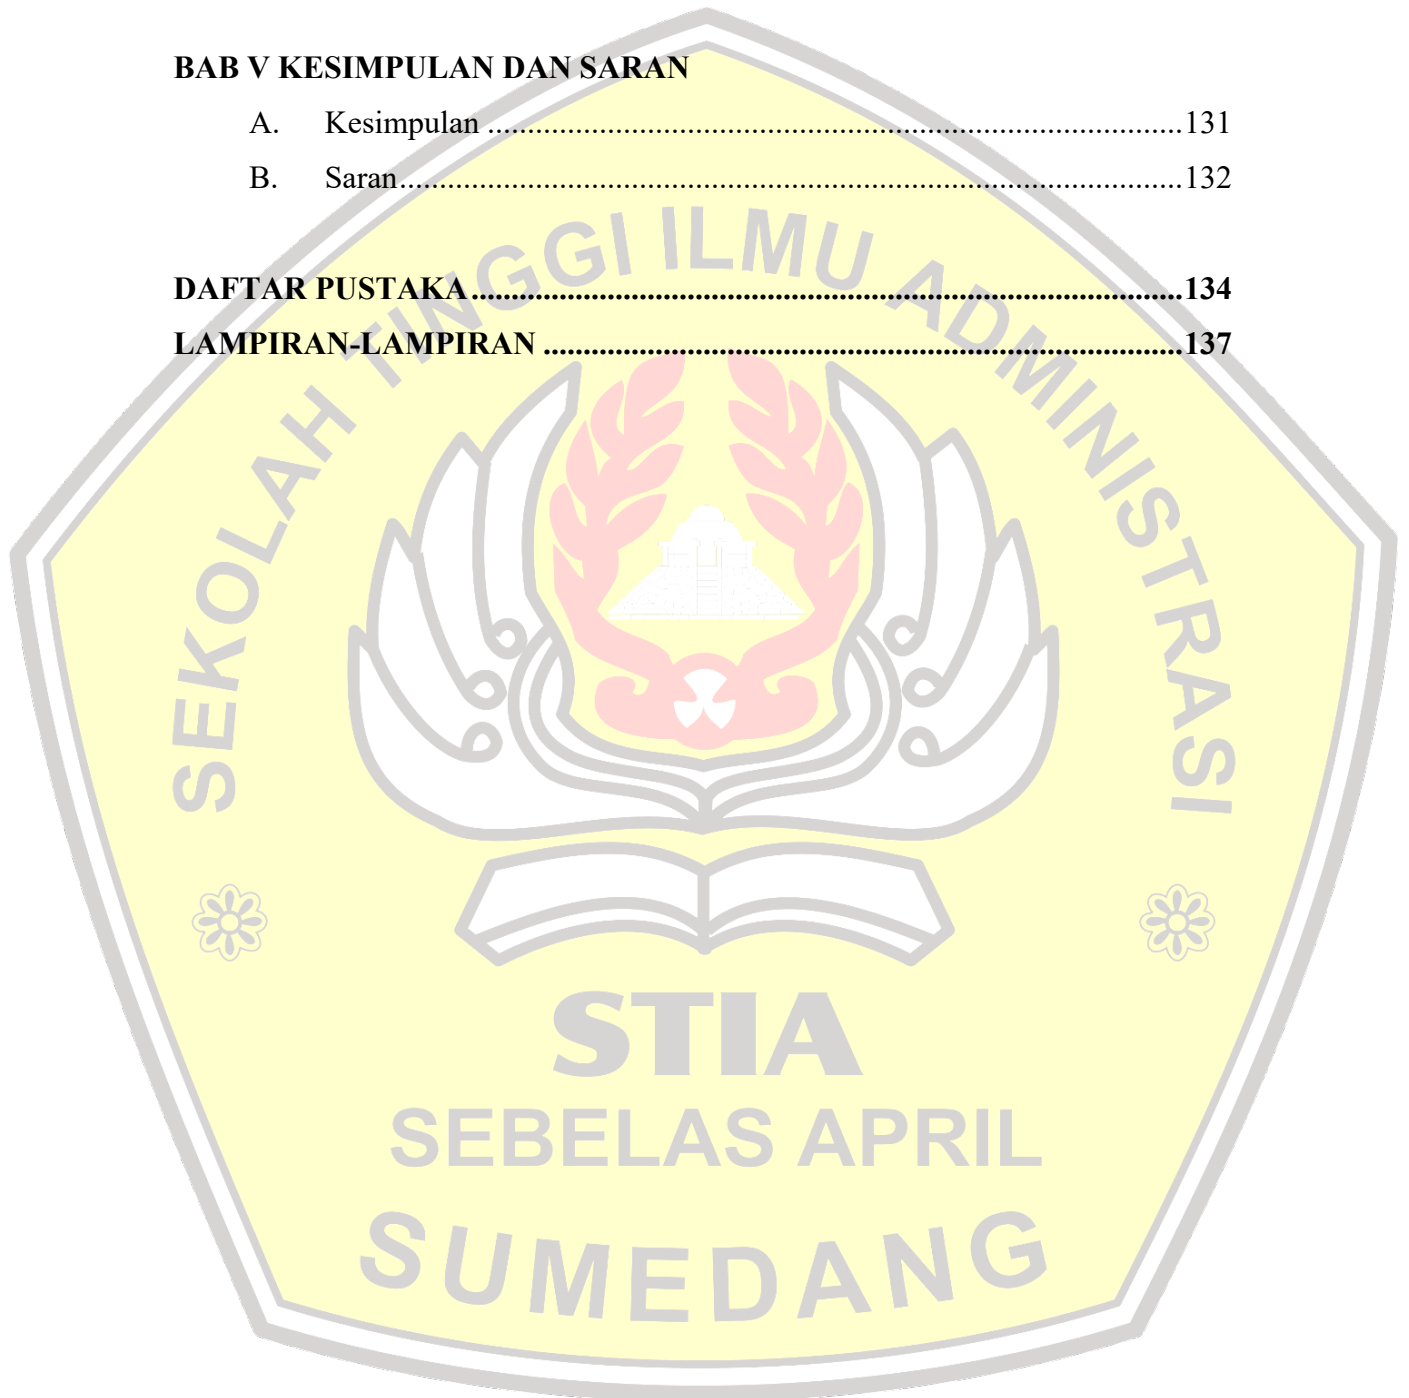 BAB V KESIMPULAN DAN SARAN
A. Kesimpulan ........................................................................................131
B. Saran...................................................................................................132
DAFTAR PUSTAKA..........................................................................................134
LAMPIRAN-LAMPIRAN .................................................................................137
SEKOLAH TINGGI ILMU ADMINISTRASI
STIA
SEBELAS APRIL
SUMEDANG